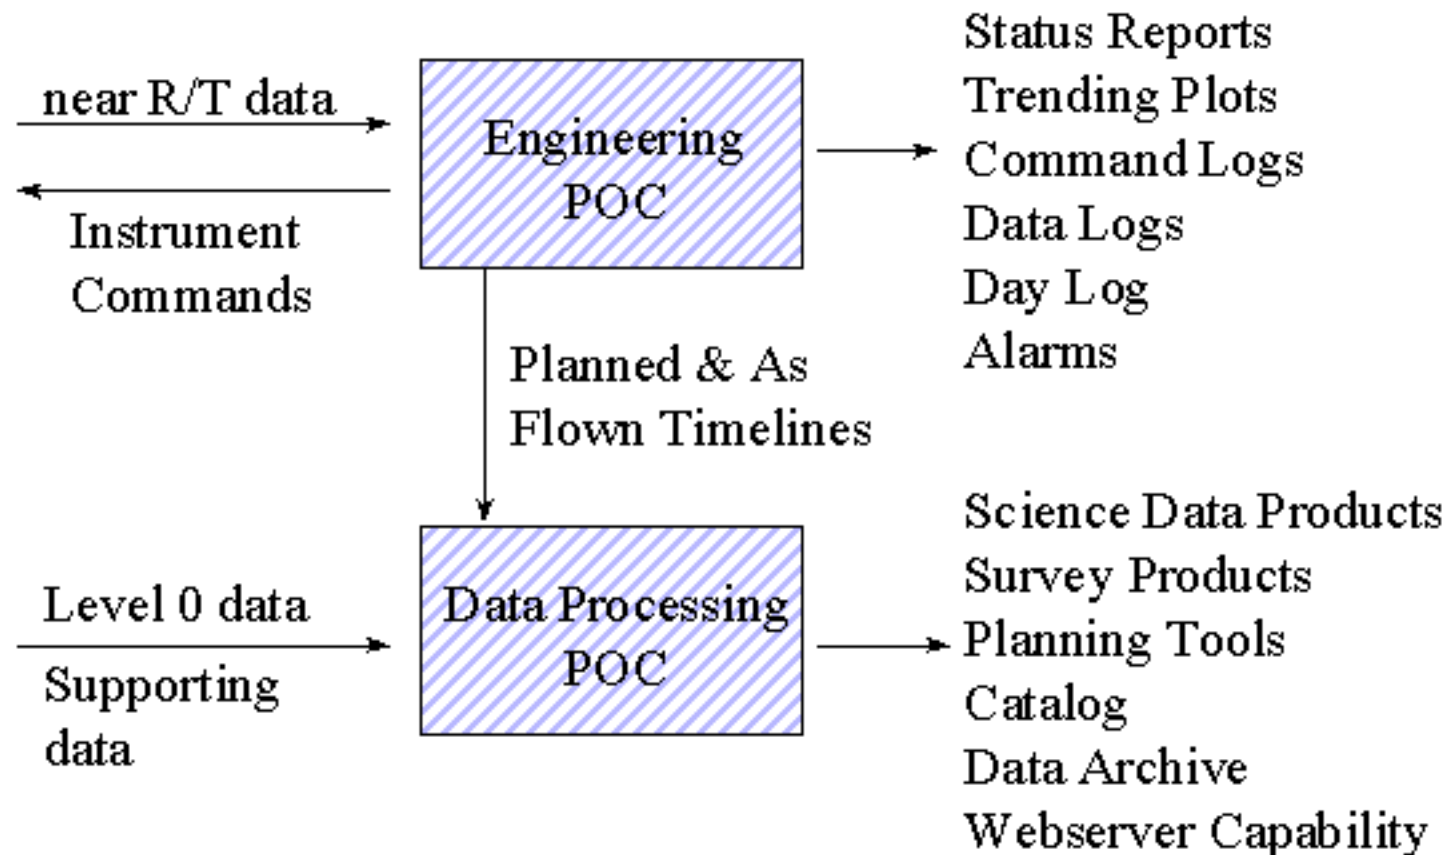 near R/T data
Instrument
Commands
Engineering
POC
Status Reports
Trending Plots
Command Logs
Data Logs
Day Log
Alarms
Planned & As
Flown Timelines
Level 0 data
Supporting
data
Data Processing
POC
Science Data Products
Survey Products
Planning Tools
Catalog
Data Archive
Webserver Capability